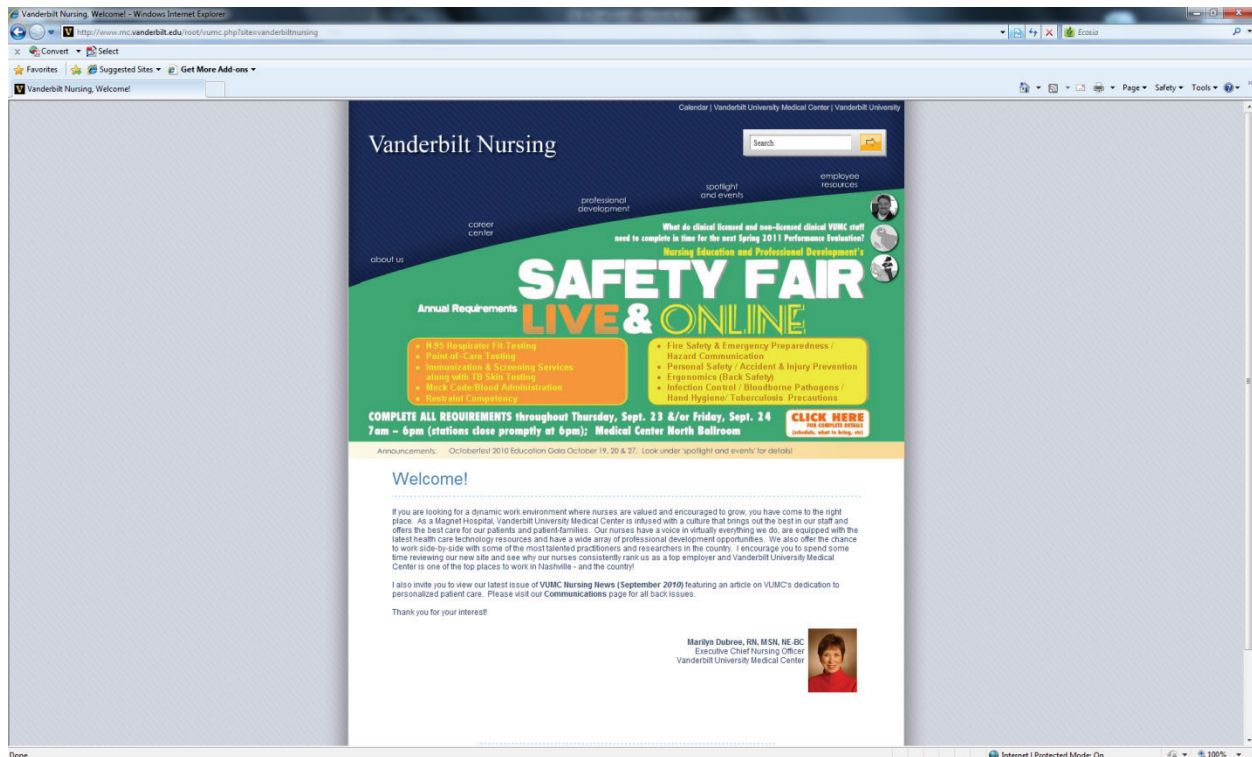 Vanderbilt Nursing, Welcome! - Windows Internet Explorer
http://www.mc.vanderbilt.edu/root/vumc.php?site=vanderbiltnursing
Ecosia
x Convert Select
Favorites Suggested Sites Get More Add-ons
Vanderbilt Nursing, Welcome!
Page Safety Tools
Calendar | Vanderbilt University Medical Center | Vanderbilt University
Vanderbilt Nursing
Search
employee
resources
spotlight
and events
professional
development
career
center
about us
What do clinical licensed and non-licensed clinical VUMC staff
need to complete in time for the next Spring 2011 Performance Evaluation?
Nursing Education and Professional Development's
SAFETY FAIR
Annual Requirements LIVE & ONLINE
• N-95 Respirator Fit Testing
• Point-of-Care Testing
• Immunization & Screening Services
along with TB Skin Testing
• Mock Code/Blood Administration
• Restraint Competency
• Fire Safety & Emergency Preparedness /
Hazard Communication
• Personal Safety / Accident & Injury Prevention
• Ergonomics (Back Safety)
• Infection Control / Bloodborne Pathogens /
Hand Hygiene/ Tuberculosis Precautions
COMPLETE ALL REQUIREMENTS throughout Thursday, Sept. 23 &/or Friday, Sept. 24
7am – 6pm (stations close promptly at 6pm); Medical Center North Ballroom
CLICK HERE
FOR COMPLETE DETAILS
(schedule, what to bring, etc)
Announcements: Octoberfest 2010 Education Gala October 19, 20 & 27. Look under 'spotlight and events' for details!
Welcome!
If you are looking for a dynamic work environment where nurses are valued and encouraged to grow, you have come to the right
place. As a Magnet Hospital, Vanderbilt University Medical Center is infused with a culture that brings out the best in our staff and
offers the best care for our patients and patient-families. Our nurses have a voice in virtually everything we do, are equipped with the
latest health care technology resources and have a wide array of professional development opportunities. We also offer the chance
to work side-by-side with some of the most talented practitioners and researchers in the country. I encourage you to spend some
time reviewing our new site and see why our nurses consistently rank us as a top employer and Vanderbilt University Medical
Center is one of the top places to work in Nashville - and the country!
I also invite you to view our latest issue of VUMC Nursing News (September 2010) featuring an article on VUMC's dedication to
personalized patient care. Please visit our Communications page for all back issues.
Thank you for your interest!
Marilyn Dubree, RN, MSN, NE-BC
Executive Chief Nursing Officer
Vanderbilt University Medical Center
Done
Internet | Protected Mode: On
100%